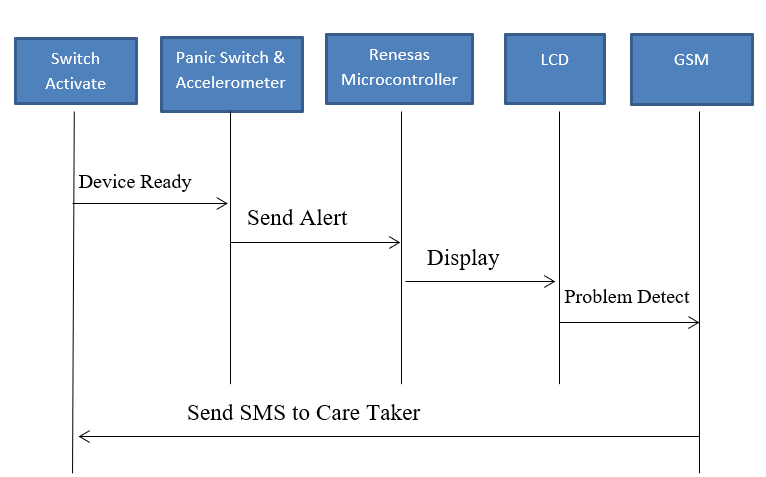 Switch
Activate
Panic Switch &
Accelerometer
Renesas
Microcontroller
LCD
GSM
Device Ready
Send Alert
Display
Problem Detect
Send SMS to Care Taker